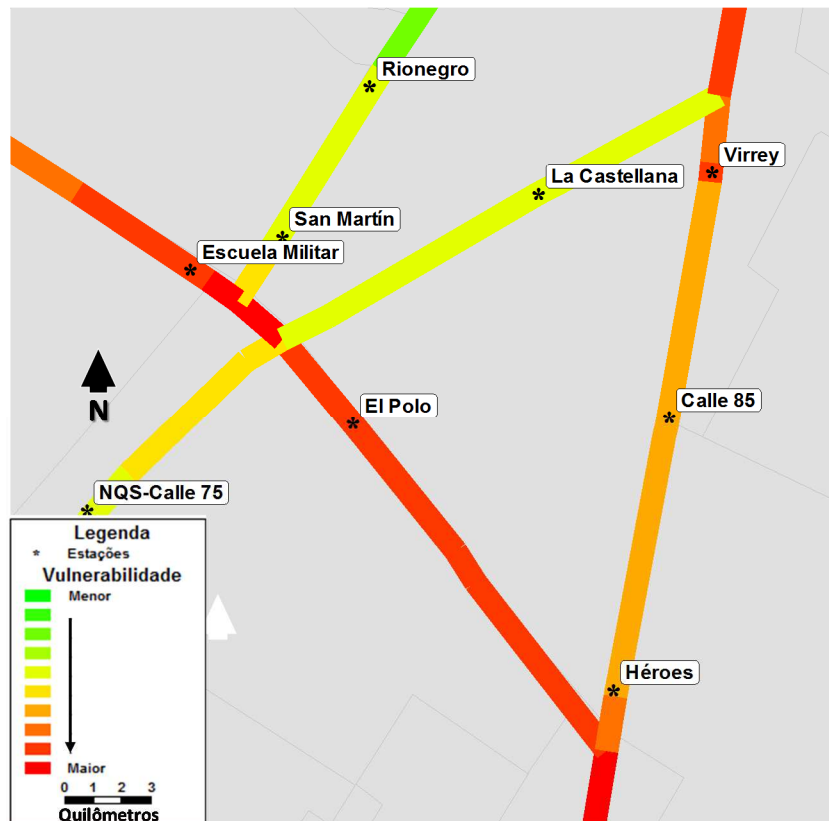 Rionegro
Virrey
La Castellana
San Martín
Escuela Militar
Calle 85
El Polo
N
NQS-Calle 75
Héroes
Legenda
* Estações
Vulnerabilidade
Menor
Maior
0 1 2 3
Quilômetros